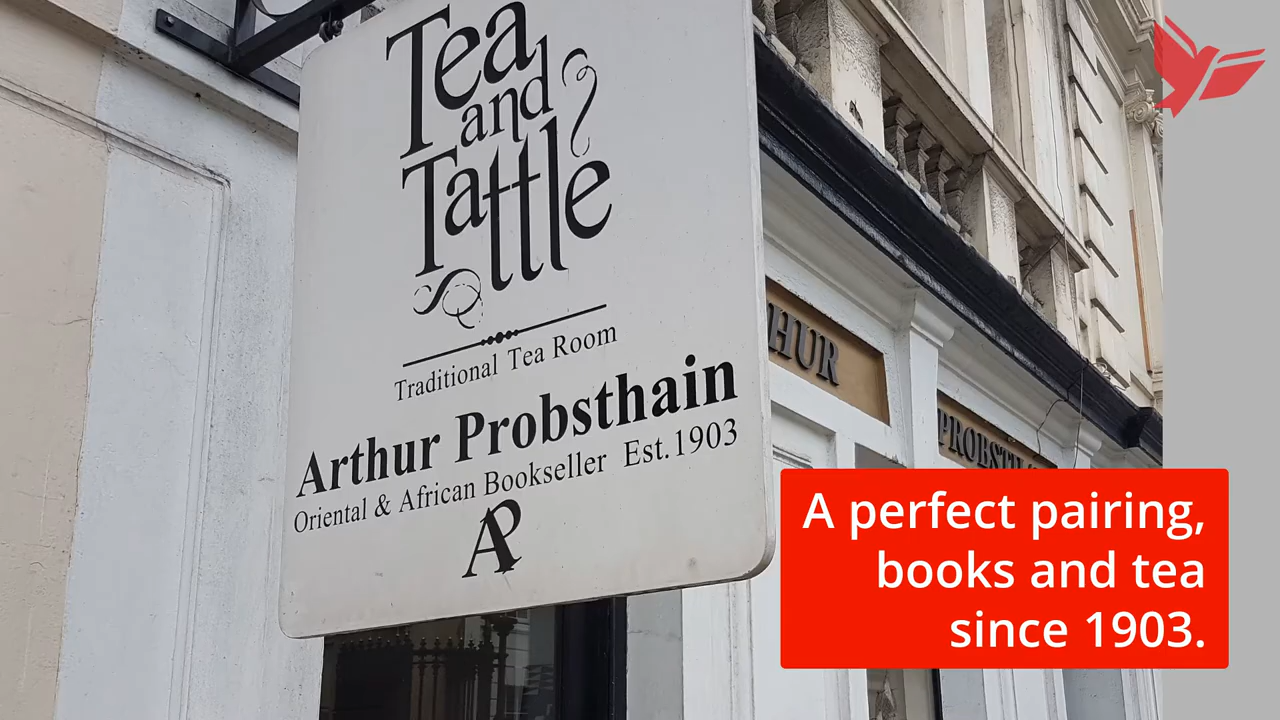 Tea
and
Tattle
Traditional Tea Room
Arthur Probsthain
Oriental & African Bookseller Est.1903
AP
HUR
A perfect pairing,
books and tea
since 1903.